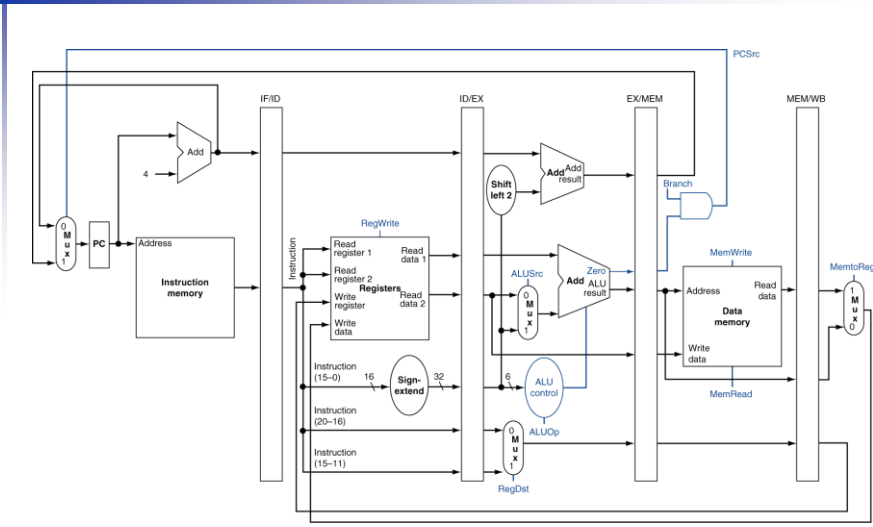 PCSrc
IF/ID
ID/EX
EX/MEM
MEM/WB
Add
4
Shift
left 2
Add
Add
result
Branch
0
M
u
x
1
PC
Address
Instruction
memory
Instruction
RegWrite
Read
register 1
Read
data 1
Read
register 2
Registers
Write
register
Read
data 2
Write
data
ALUSrc
0
M
u
x
1
Zero
Add
ALU
result
MemWrite
Address
Read
data
Data
memory
Write
data
MemRead
MemtoReg
1
M
u
x
0
Instruction
(15–0)
16
Sign-
extend
32
6
ALU
control
ALUOp
Instruction
(20–16)
Instruction
(15–11)
0
M
u
x
1
RegDst